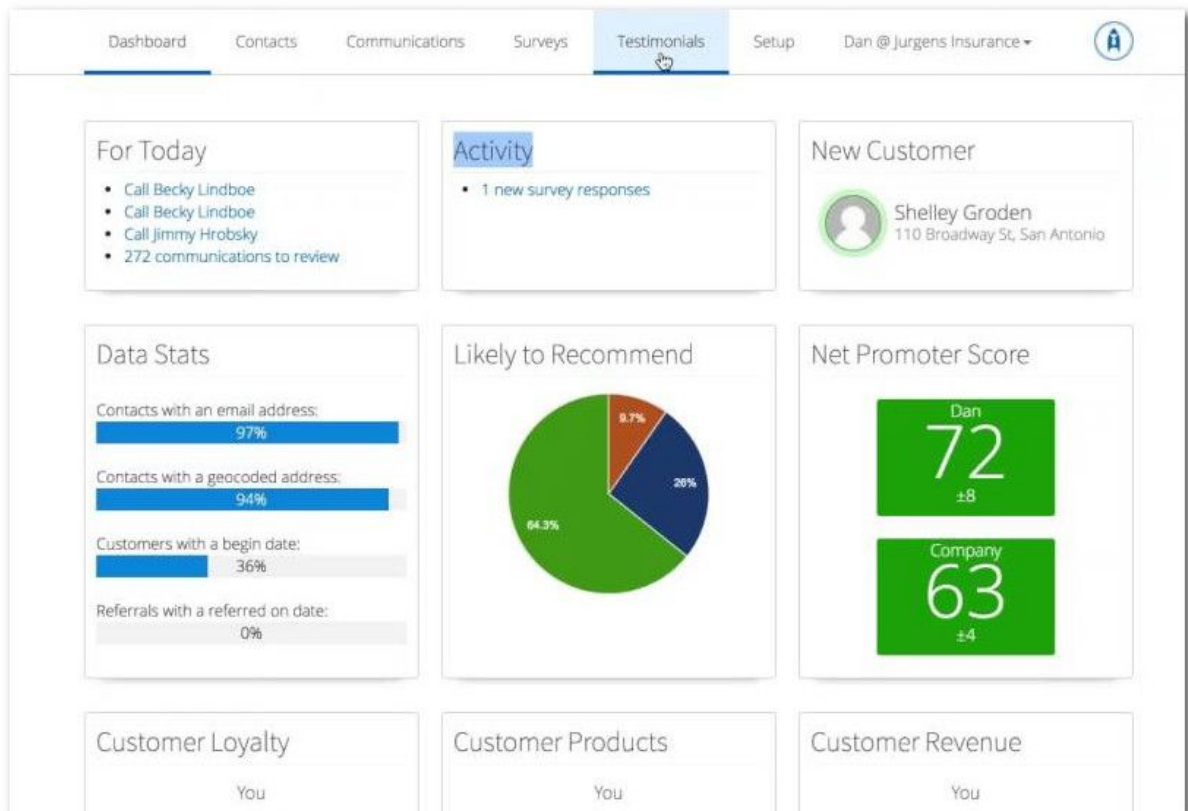 Dashboard Contacts Communications Surveys Testimonials Setup Dan @ Jurgens Insurance
For Today
Call Becky Lindboe
Call Becky Lindboe
Call Jimmy Hrobsky
272 communications to review
Activity
1 new survey responses
New Customer
Shelley Groden
110 Broadway St, San Antonio
Data Stats
Contacts with an email address:
97%
Contacts with a geocoded address:
94%
Customers with a begin date:
36%
Referrals with a referred on date:
0%
Likely to Recommend
9.7%
26%
64.3%
Net Promoter Score
Dan
72
±8
Company
63
±4
Customer Loyalty
You
Customer Products
You
Customer Revenue
You